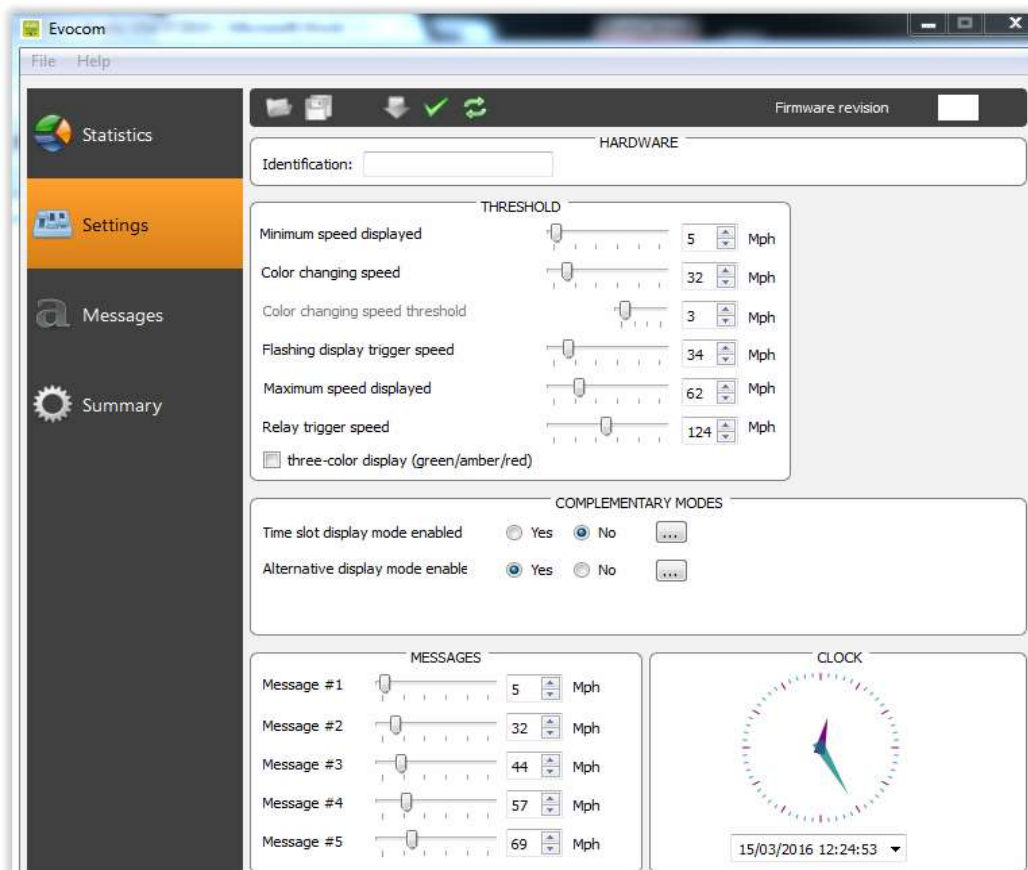 Evocom
File Help
Statistics
Settings
Messages
Summary
Firmware revision
HARDWARE
Identification:
THRESHOLD
Minimum speed displayed 5 Mph
Color changing speed 32 Mph
Color changing speed threshold 3 Mph
Flashing display trigger speed 34 Mph
Maximum speed displayed 62 Mph
Relay trigger speed 124 Mph
three-color display (green/amber/red)
COMPLEMENTARY MODES
Time slot display mode enabled Yes No ...
Alternative display mode enable Yes No ...
MESSAGES
Message #1 5 Mph
Message #2 32 Mph
Message #3 44 Mph
Message #4 57 Mph
Message #5 69 Mph
CLOCK
15/03/2016 12:24:53